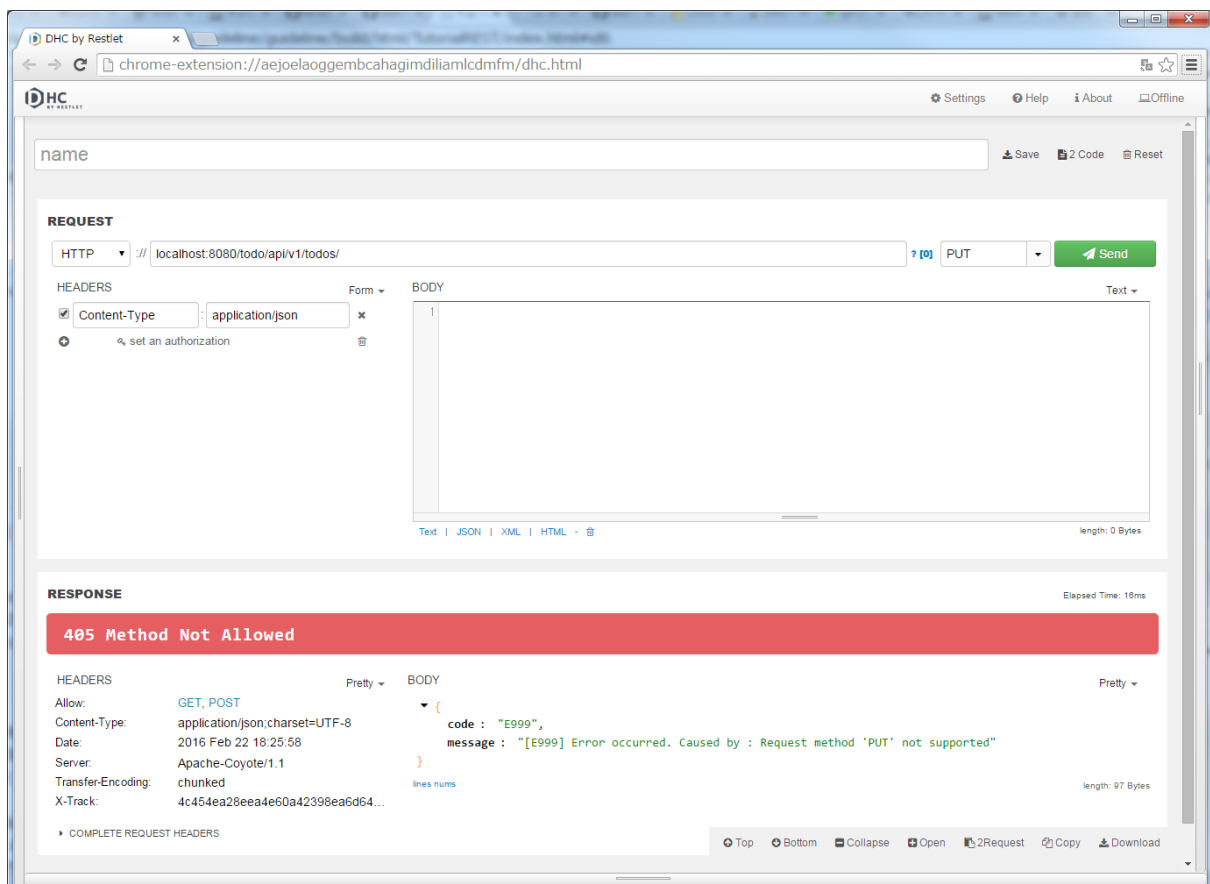 DHC by Restlet
chrome-extension://aejoelaoggembcahagimdiliamlcdmfm/dhc.html
DHC BY RESTLET Settings Help About Offline
name Save 2 Code Reset
REQUEST
HTTP :// localhost:8080/todo/api/v1/todos/ ? [0] PUT Send
HEADERS Form BODY Text
Content-Type : application/json 1
set an authorization
Text | JSON | XML | HTML - length: 0 Bytes
RESPONSE Elapsed Time: 16ms
405 Method Not Allowed
HEADERS Pretty BODY Pretty
Allow: GET, POST {
Content-Type: application/json;charset=UTF-8 code : "E999",
Date: 2016 Feb 22 18:25:58 message : "[E999] Error occurred. Caused by : Request method 'PUT' not supported"
Server: Apache-Coyote/1.1 }
Transfer-Encoding: chunked lines nums length: 97 Bytes
X-Track: 4c454ea28eea4e60a42398ea6d64...
COMPLETE REQUEST HEADERS
Top Bottom Collapse Open 2Request Copy Download